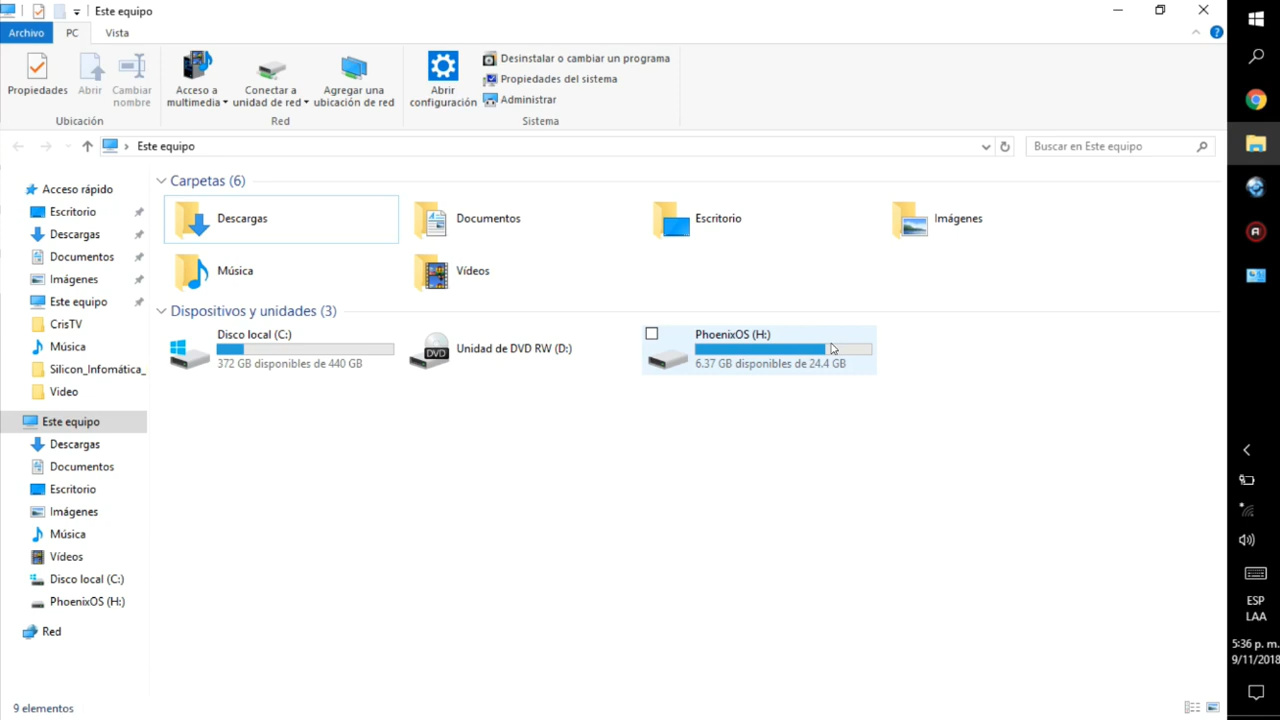 Este equipo
Archivo
PC
Vista
Propiedades
Abrir
Cambiar
nombre
Ubicación
Acceso a
multimedia
Conectar a
unidad de red
Agregar una
ubicación de red
Red
Abrir
configuración
Desinstalar o cambiar un programa
Propiedades del sistema
Administrar
Sistema
Este equipo
Buscar en Este equipo
Acceso rápido
Escritorio
Descargas
Documentos
Imágenes
Este equipo
CrisTV
Música
Silicon_Infomática_
Video
Este equipo
Descargas
Documentos
Escritorio
Imágenes
Música
Vídeos
Disco local (C:)
PhoenixOS (H:)
Red
Carpetas (6)
Descargas
Documentos
Escritorio
Imágenes
Música
Vídeos
Dispositivos y unidades (3)
Disco local (C:)
372 GB disponibles de 440 GB
DVD
Unidad de DVD RW (D:)
PhoenixOS (H:)
6.37 GB disponibles de 24.4 GB
9 elementos
ESP
LAA
5:36 p. m.
9/11/2018